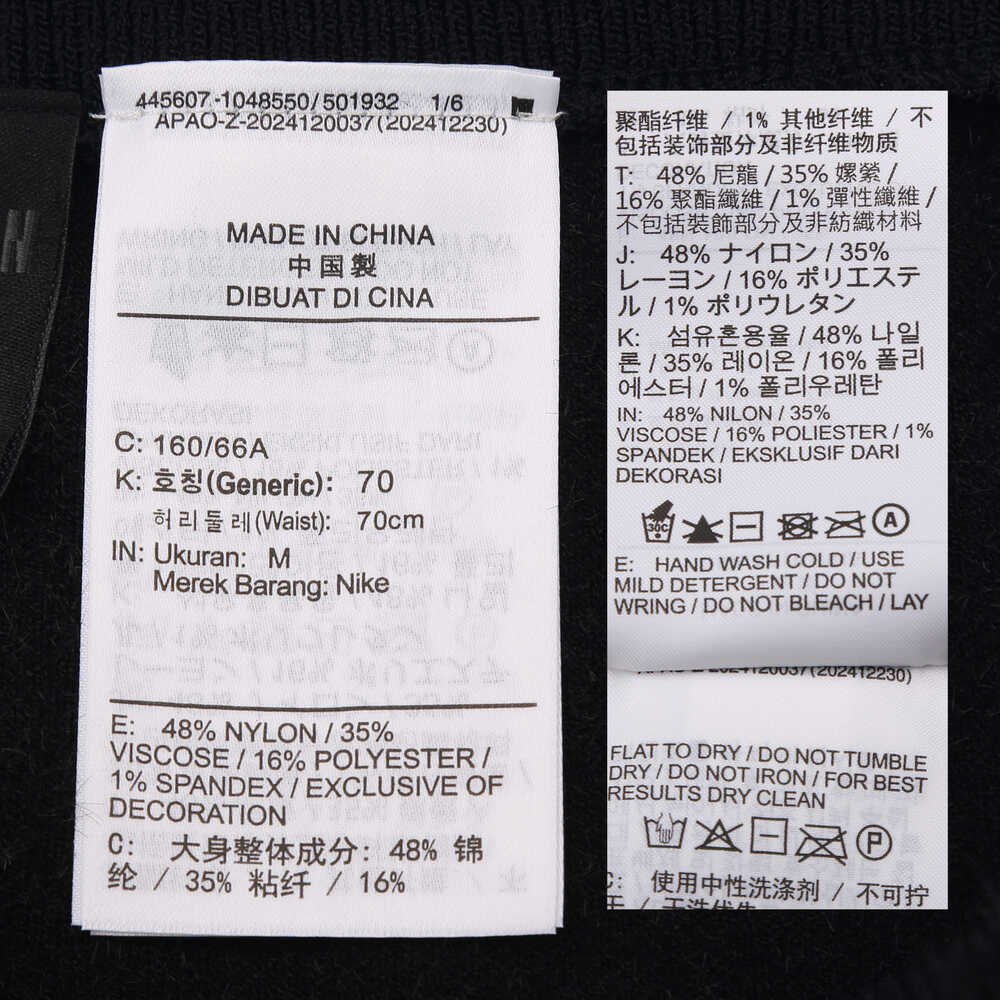 445607-1048550/501932 1/6
APAO-Z-2024120037(202412230)
MADE IN CHINA
中国製
DIBUAT DI CINA
C: 160/66A
K: 호칭(Generic): 70
허리둘레(Waist): 70cm
IN: Ukuran: M
Merek Barang: Nike
E: 48% NYLON / 35%
VISCOSE / 16% POLYESTER /
1% SPANDEX / EXCLUSIVE OF
DECORATION
C: 大身整体成分: 48% 锦
纶 / 35% 粘纤 / 16%
聚酯纤维 / 1% 其他纤维 / 不
包括装饰部分及非纤维物质
T: 48% 尼龍 / 35% 嫘縈 /
16% 聚酯纖維 / 1% 彈性纖維 /
不包括裝飾部分及非紡織材料
J: 48% ナイロン / 35%
レーヨン / 16% ポリエステ
ル / 1% ポリウレタン
K: 섬유혼용율 / 48% 나일
론 / 35% 레이온 / 16% 폴리
에스터 / 1% 폴리우레탄
IN: 48% NILON / 35%
VISCOSE / 16% POLIESTER / 1%
SPANDEK / EKSKLUSIF DARI
DEKORASI
30C
A
E: HAND WASH COLD / USE
MILD DETERGENT / DO NOT
WRING / DO NOT BLEACH / LAY
APAO-Z-2024120037(202412230)
FLAT TO DRY / DO NOT TUMBLE
DRY / DO NOT IRON / FOR BEST
RESULTS DRY CLEAN
P
C: 使用中性洗涤剂 / 不可拧